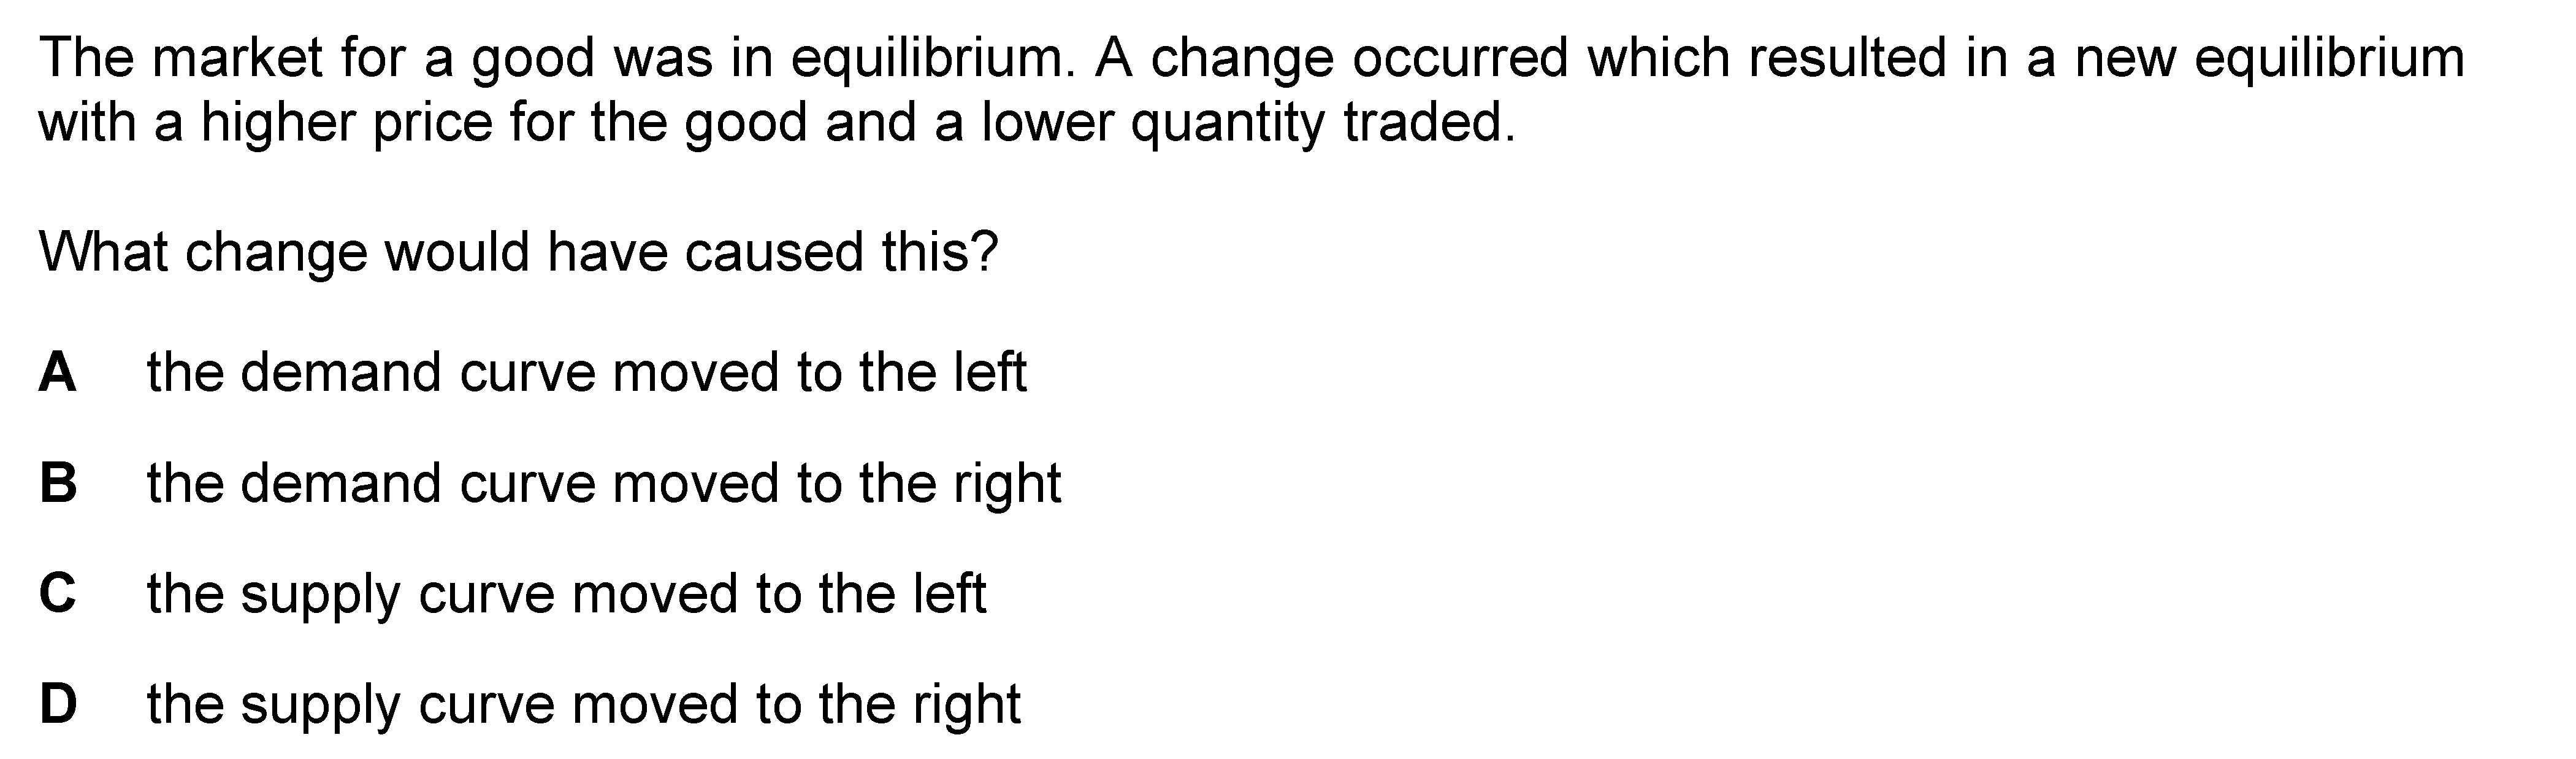 The market for a good was in equilibrium. A change occurred which resulted in a new equilibrium
with a higher price for the good and a lower quantity traded.
What change would have caused this?
A the demand curve moved to the left
B the demand curve moved to the right
C the supply curve moved to the left
D the supply curve moved to the right